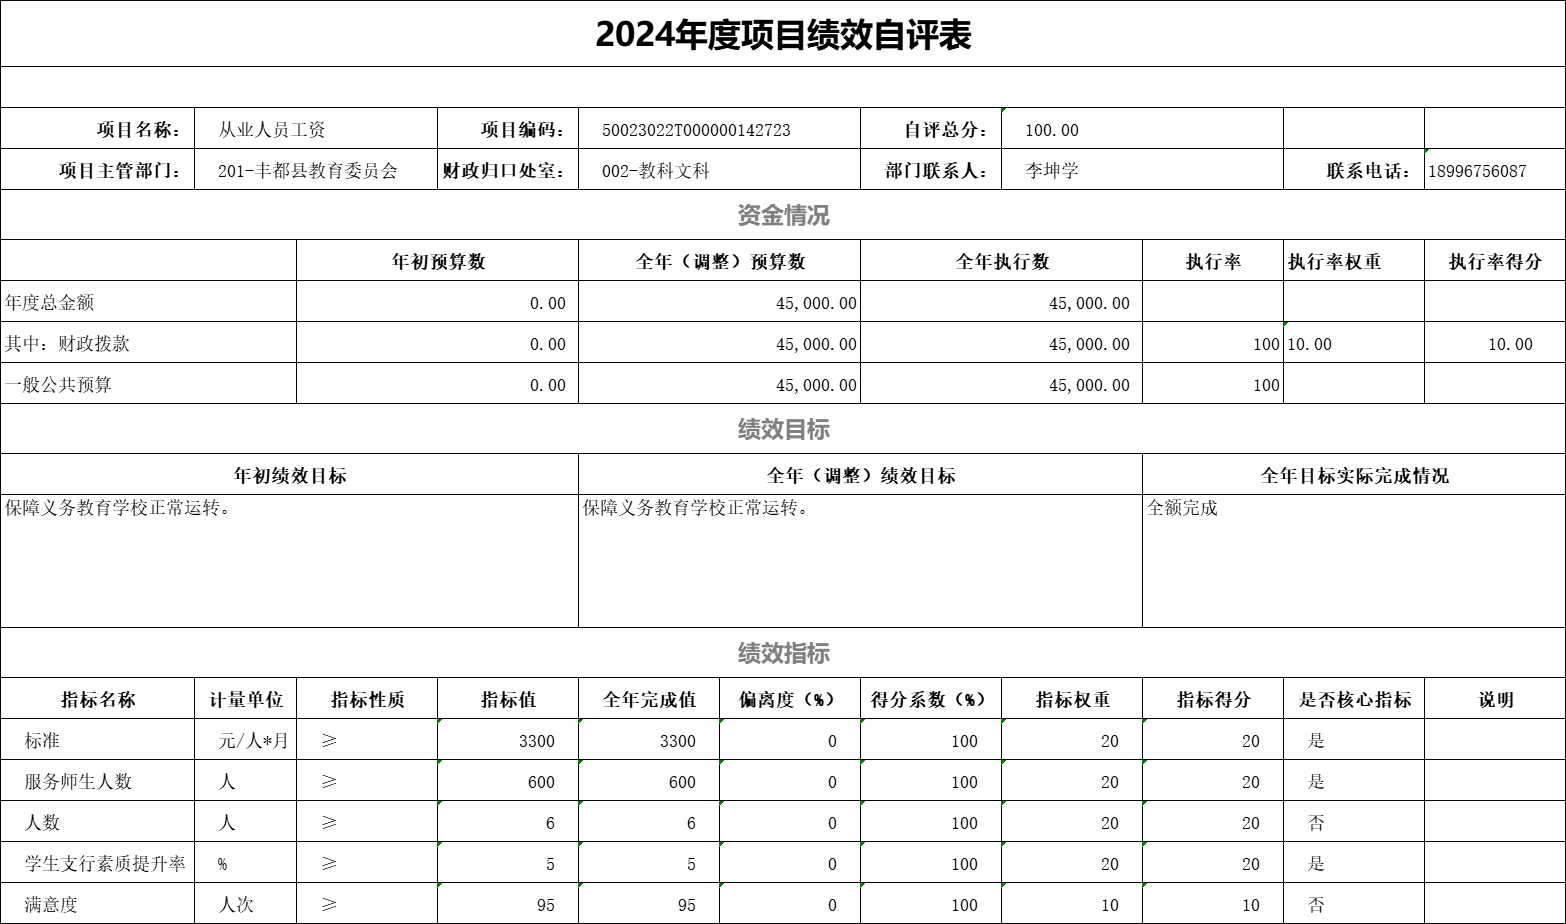 2024年度项目绩效自评表
项目名称： 从业人员工资 项目编码： 50023022T000000142723 自评总分： 100.00
项目主管部门： 201-丰都县教育委员会 财政归口处室： 002-教科文科 部门联系人： 李坤学 联系电话： 18996756087
资金情况
年初预算数 全年（调整）预算数 全年执行数 执行率 执行率权重 执行率得分
年度总金额 0.00 45,000.00 45,000.00
其中：财政拨款 0.00 45,000.00 45,000.00 100 10.00 10.00
一般公共预算 0.00 45,000.00 45,000.00 100
绩效目标
年初绩效目标 全年（调整）绩效目标 全年目标实际完成情况
保障义务教育学校正常运转。 保障义务教育学校正常运转。 全额完成
绩效指标
指标名称 计量单位 指标性质 指标值 全年完成值 偏离度（%） 得分系数（%） 指标权重 指标得分 是否核心指标 说明
标准 元/人*月 ≥ 3300 3300 0 100 20 20 是
服务师生人数 人 ≥ 600 600 0 100 20 20 是
人数 人 ≥ 6 6 0 100 20 20 否
学生支行素质提升率 % ≥ 5 5 0 100 20 20 是
满意度 人次 ≥ 95 95 0 100 10 10 否